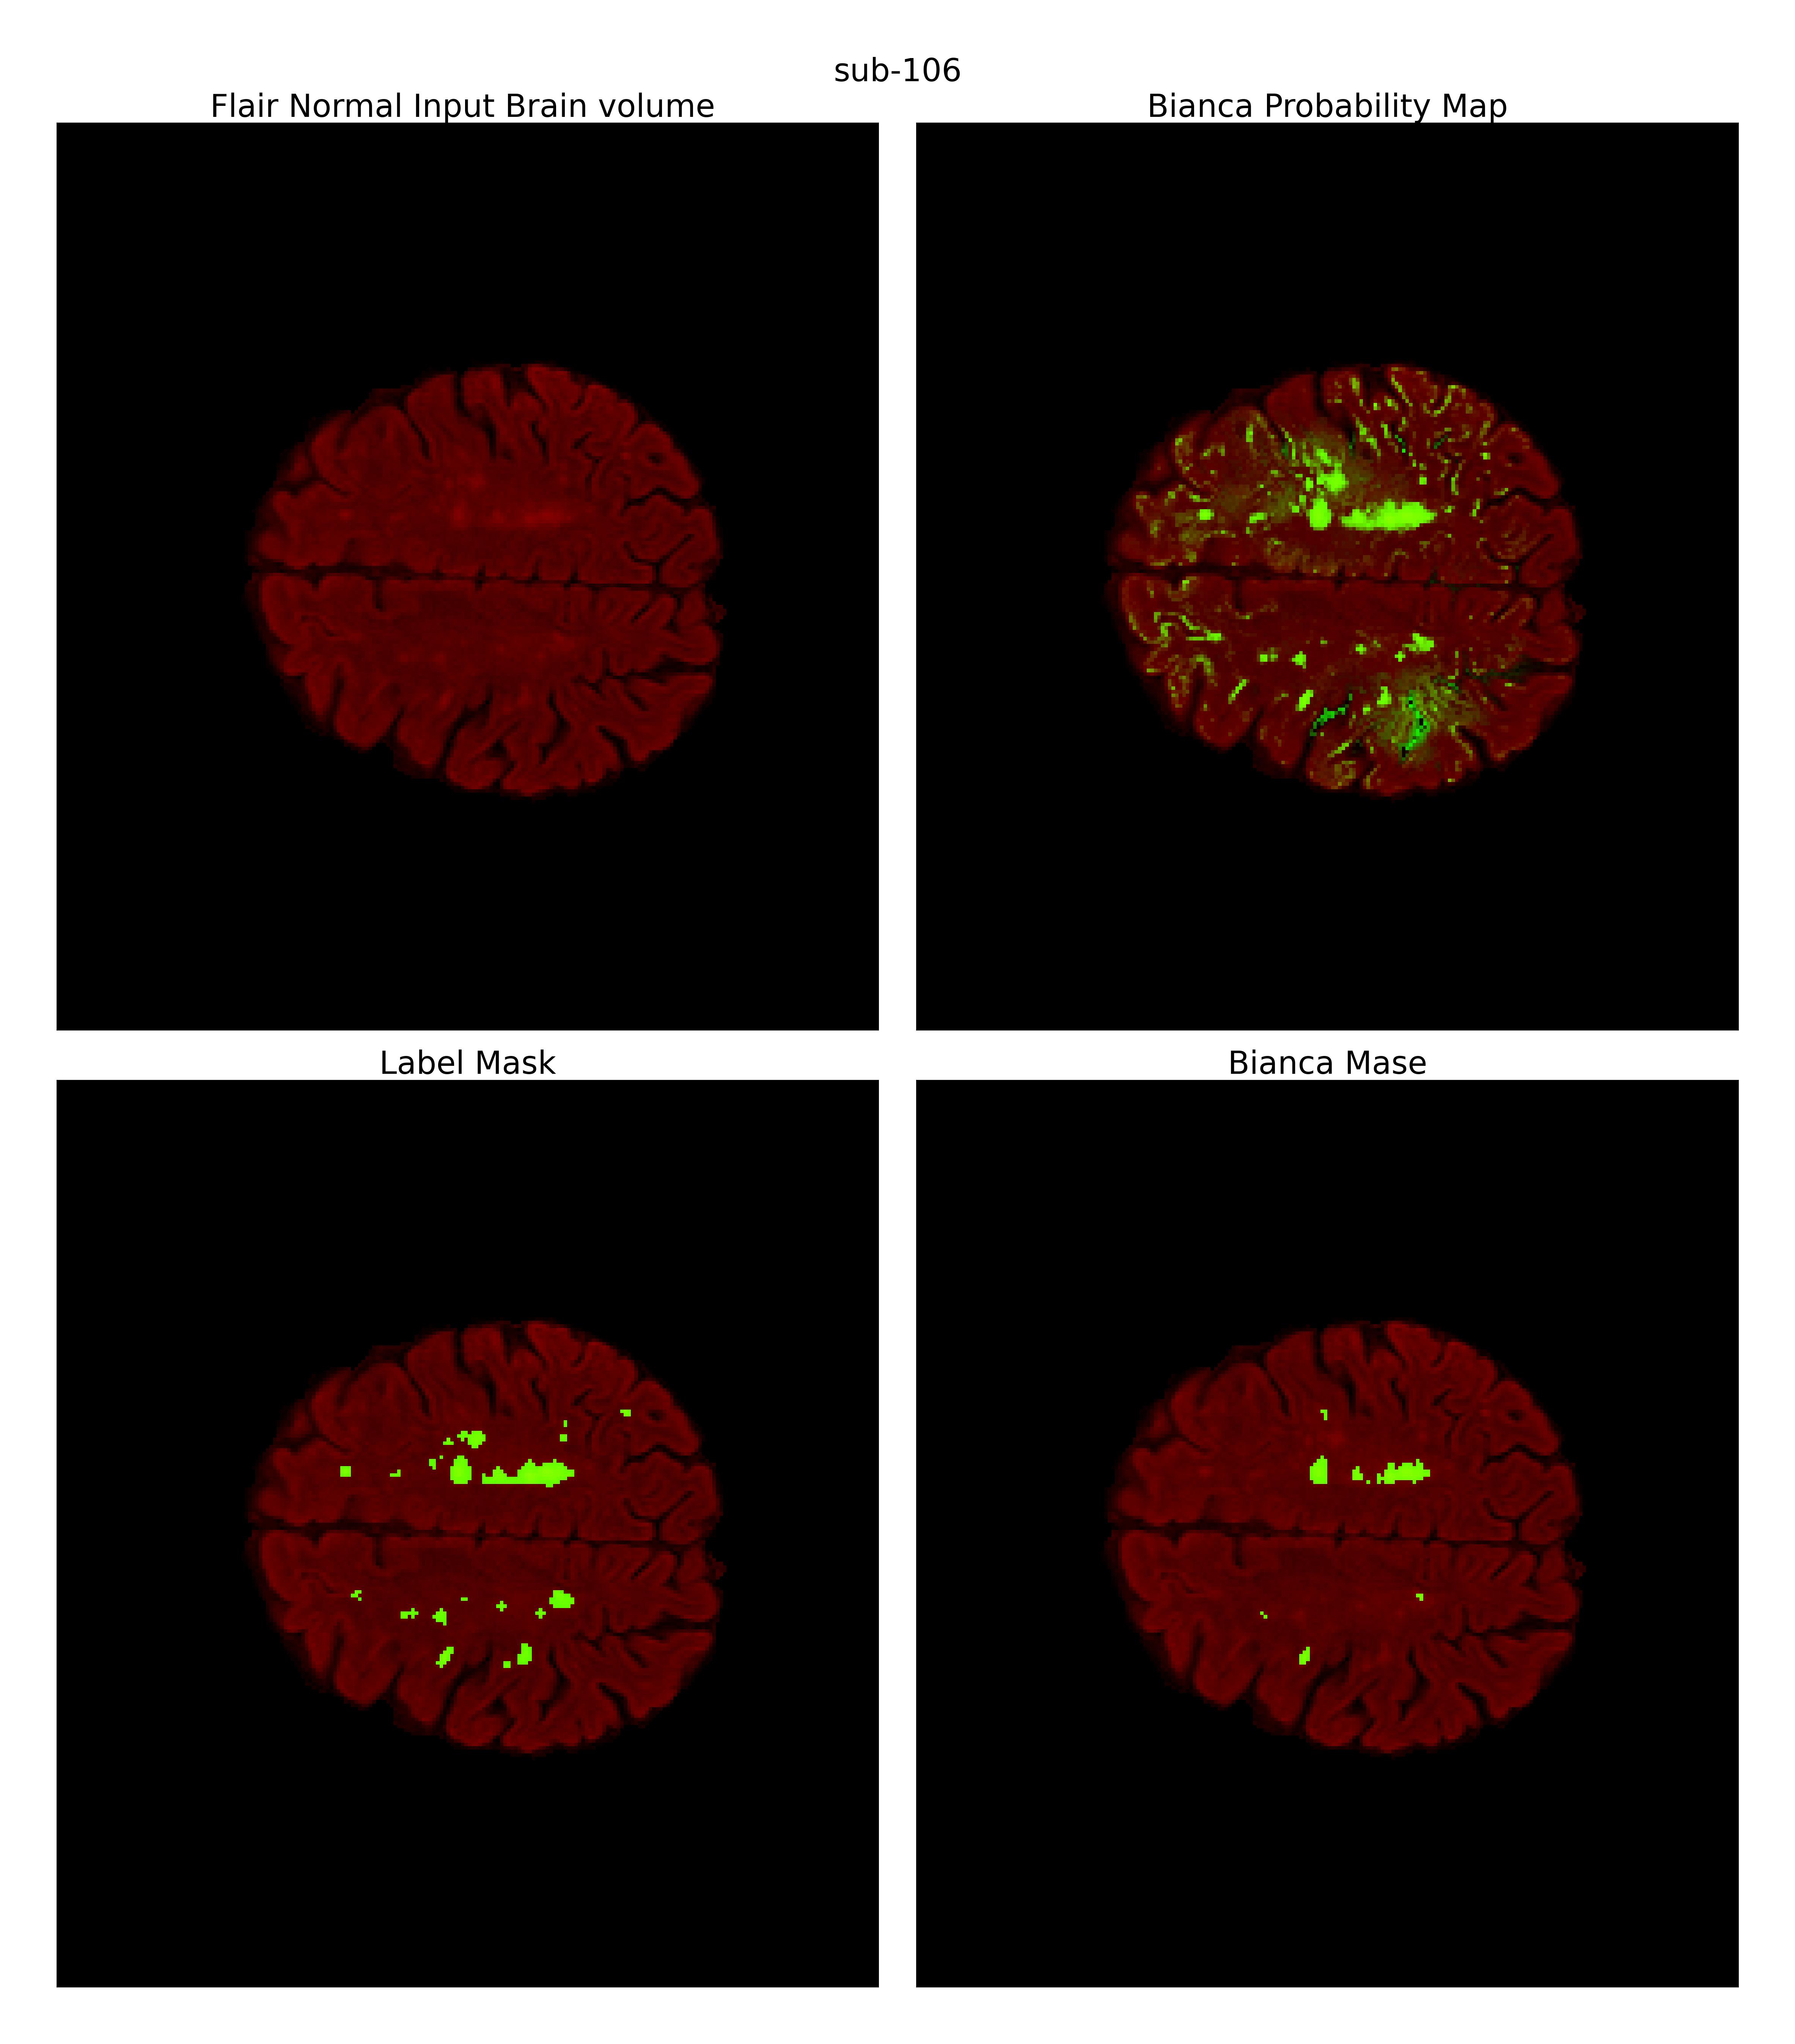 sub-106
Flair Normal Input Brain volume
Bianca Probability Map
Label Mask
Bianca Mase